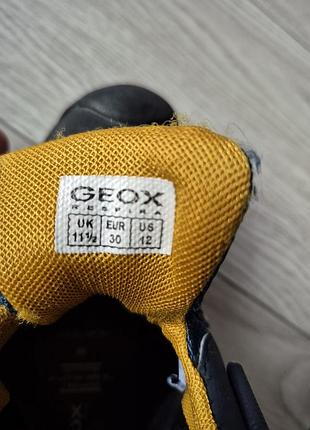 GEOX
RESPIRA
UK EUR US
11½ 30 12